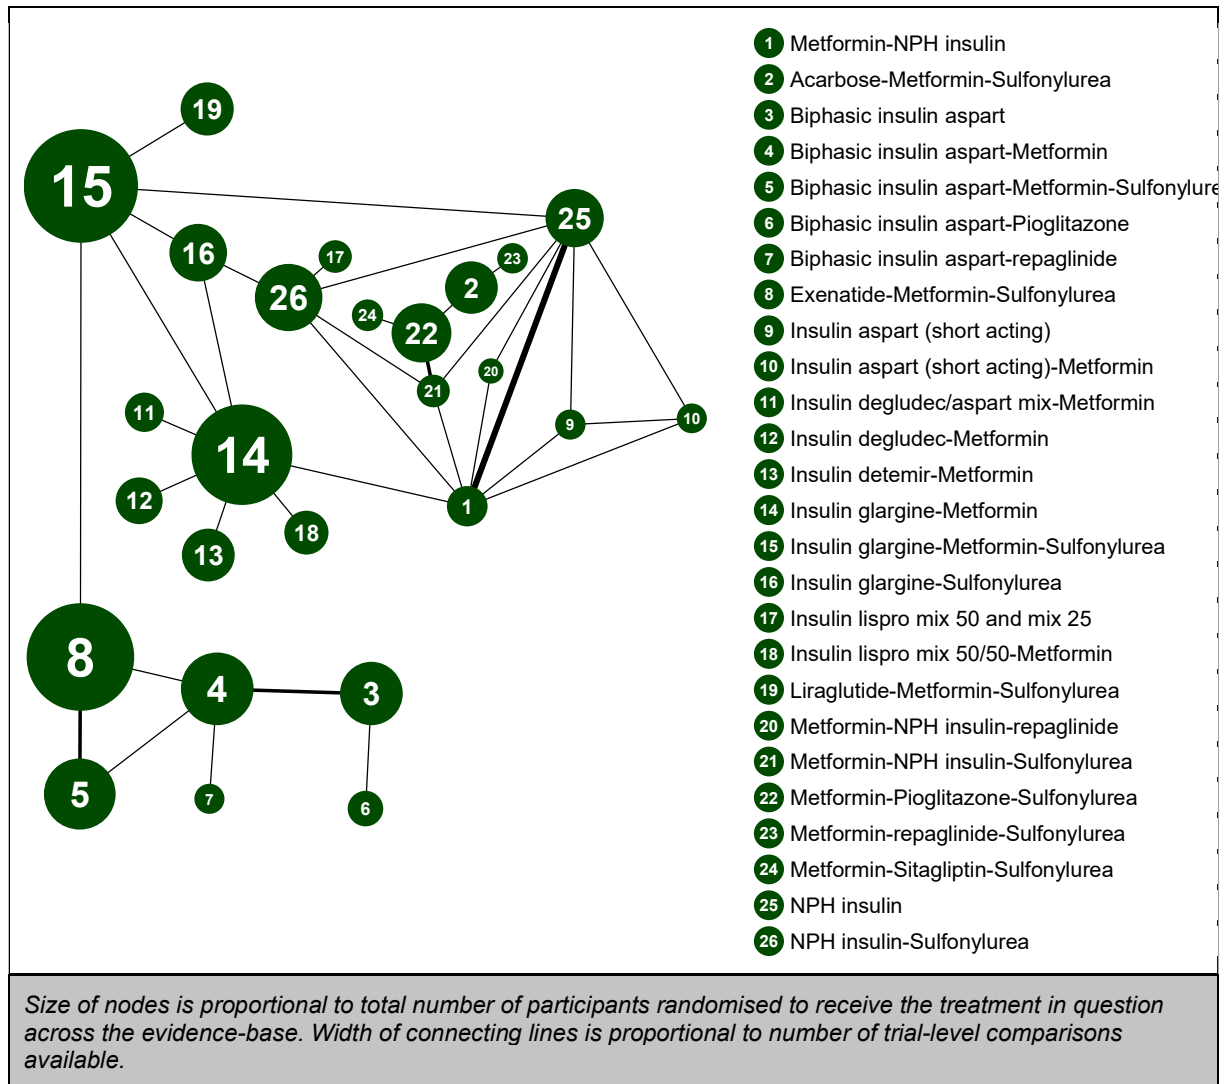 19
15
25
16
17
23
26
2
24
22
20
21
11
9
10
14
12
1
18
13
8
4
3
5
7
6
1 Metformin-NPH insulin
2 Acarbose-Metformin-Sulfonylurea
3 Biphasic insulin aspart
4 Biphasic insulin aspart-Metformin
5 Biphasic insulin aspart-Metformin-Sulfonylure
6 Biphasic insulin aspart-Pioglitazone
7 Biphasic insulin aspart-repaglinide
8 Exenatide-Metformin-Sulfonylurea
9 Insulin aspart (short acting)
10 Insulin aspart (short acting)-Metformin
11 Insulin degludec/aspart mix-Metformin
12 Insulin degludec-Metformin
13 Insulin detemir-Metformin
14 Insulin glargine-Metformin
15 Insulin glargine-Metformin-Sulfonylurea
16 Insulin glargine-Sulfonylurea
17 Insulin lispro mix 50 and mix 25
18 Insulin lispro mix 50/50-Metformin
19 Liraglutide-Metformin-Sulfonylurea
20 Metformin-NPH insulin-repaglinide
21 Metformin-NPH insulin-Sulfonylurea
22 Metformin-Pioglitazone-Sulfonylurea
23 Metformin-repaglinide-Sulfonylurea
24 Metformin-Sitagliptin-Sulfonylurea
25 NPH insulin
26 NPH insulin-Sulfonylurea
Size of nodes is proportional to total number of participants randomised to receive the treatment in question
across the evidence-base. Width of connecting lines is proportional to number of trial-level comparisons
available.